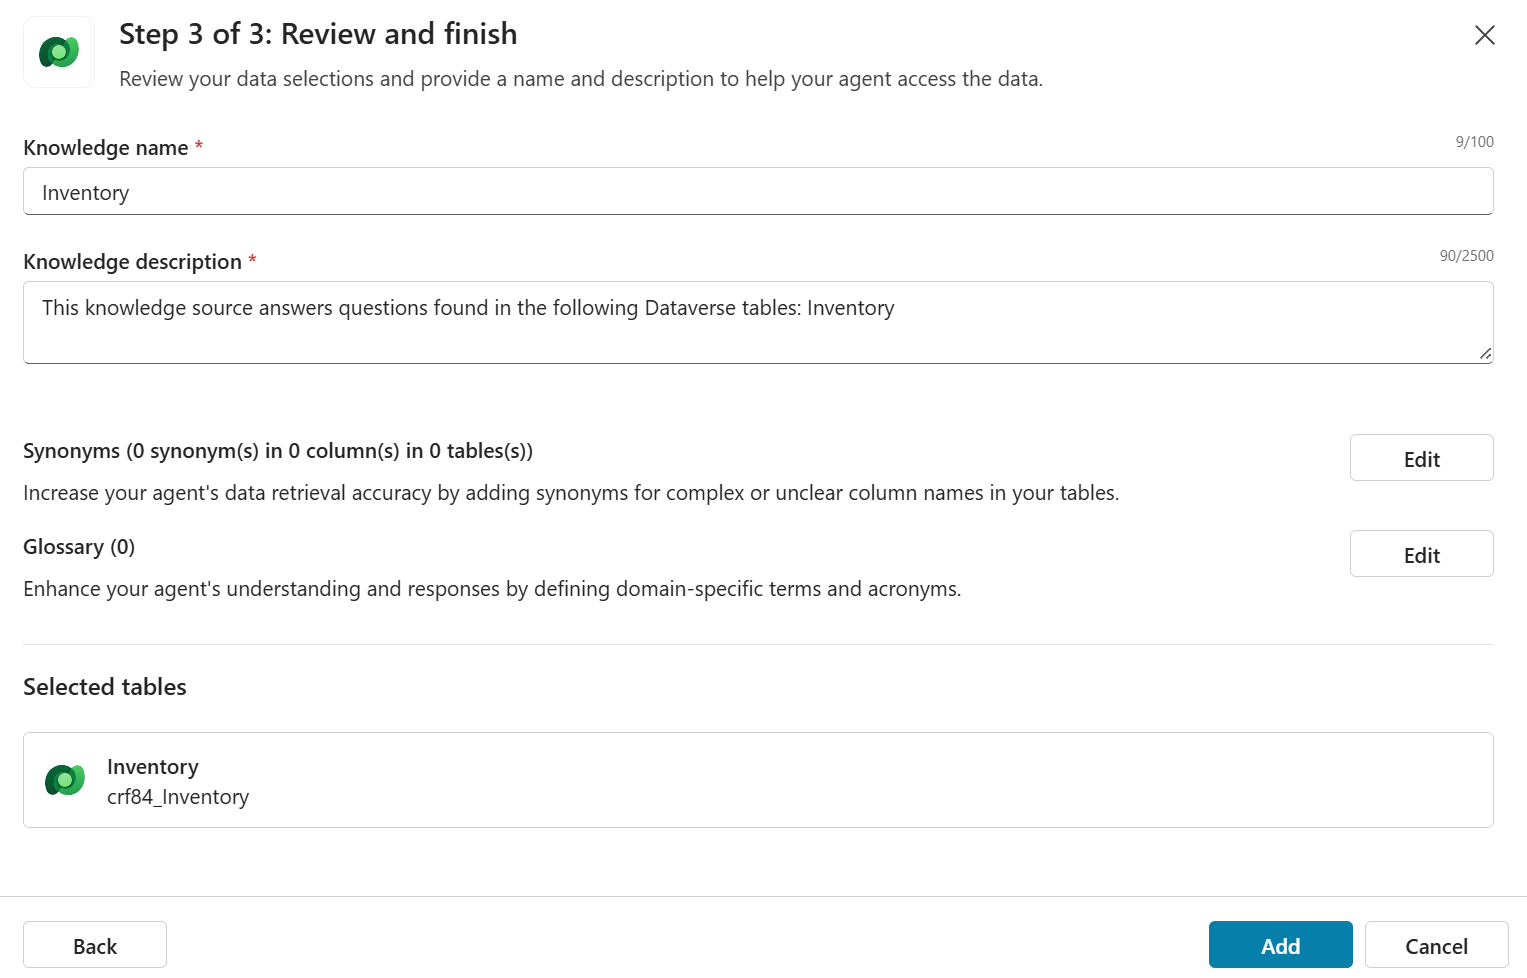 Step 3 of 3: Review and finish
Review your data selections and provide a name and description to help your agent access the data.
Knowledge name *
9/100
Inventory
Knowledge description *
90/2500
This knowledge source answers questions found in the following Dataverse tables: Inventory
Synonyms (0 synonym(s) in 0 column(s) in 0 tables(s))
Edit
Increase your agent's data retrieval accuracy by adding synonyms for complex or unclear column names in your tables.
Glossary (0)
Edit
Enhance your agent's understanding and responses by defining domain-specific terms and acronyms.
Selected tables
Inventory
crf84_Inventory
Back
Add
Cancel